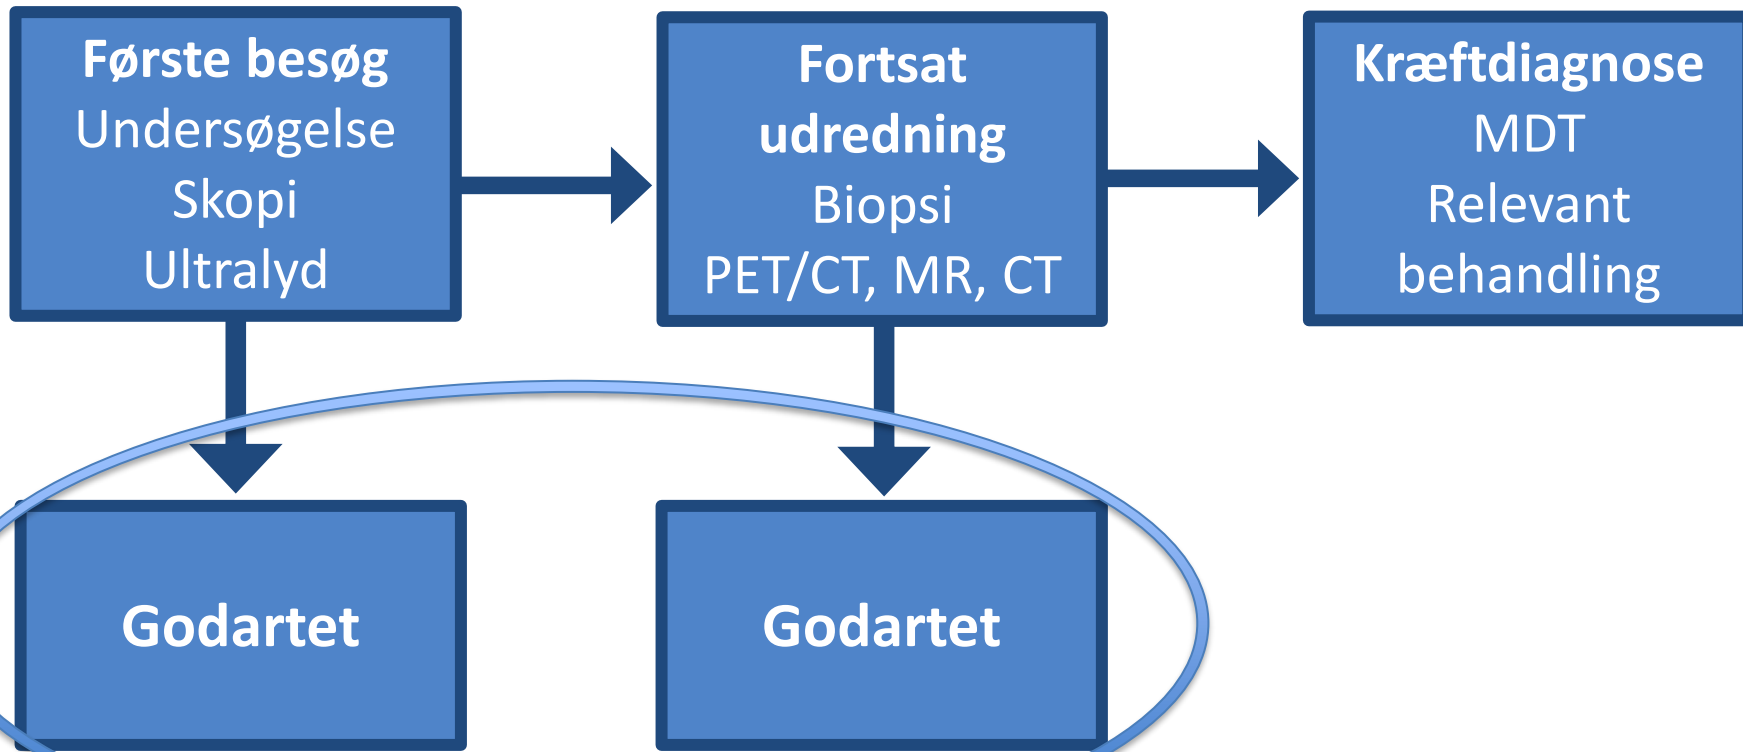 Første besøg
Undersøgelse
Skopi
Ultralyd
Fortsat
udredning
Biopsi
PET/CT, MR, CT
Kræftdiagnose
MDT
Relevant
behandling
Godartet
Godartet